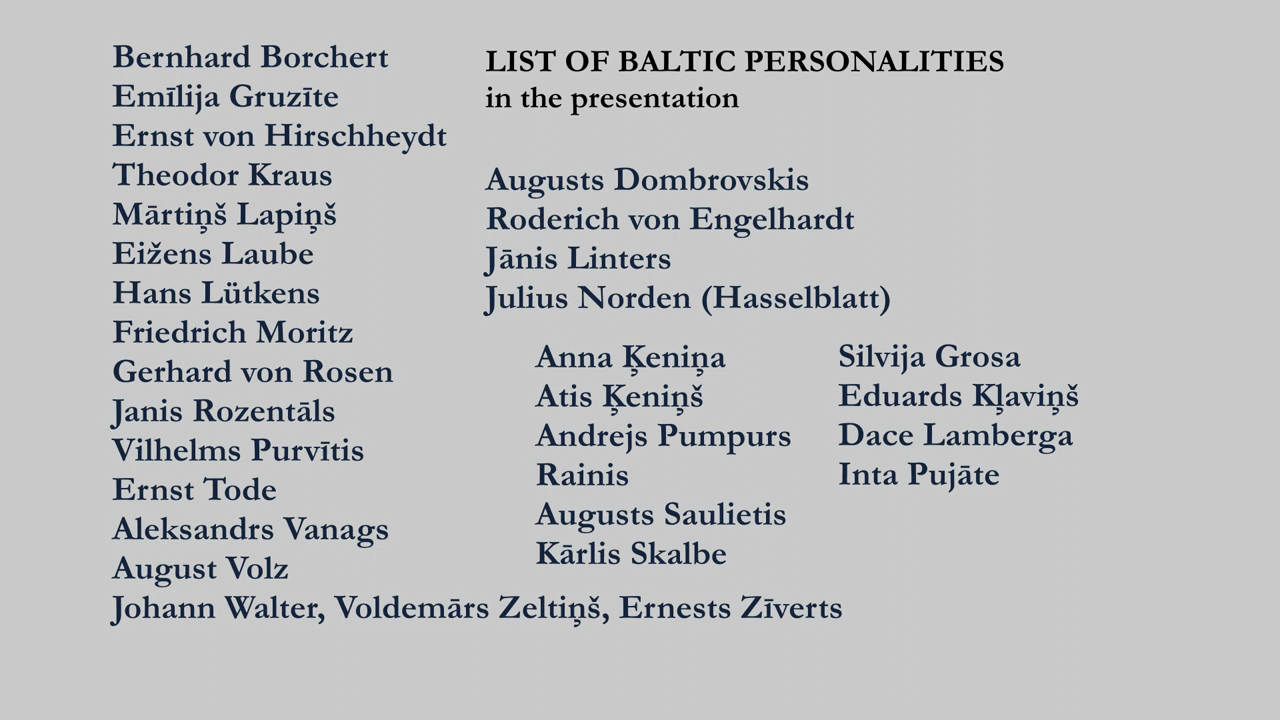 LIST OF BALTIC PERSONALITIES
in the presentation
Bernhard Borchert
Emīlija Gruzīte
Ernst von Hirschheydt
Theodor Kraus
Mārtiņš Lapiņš
Eižens Laube
Hans Lütkens
Friedrich Moritz
Gerhard von Rosen
Janis Rozentāls
Vilhelms Purvītis
Ernst Tode
Aleksandrs Vanags
August Volz
Johann Walter, Voldemārs Zeltiņš, Ernests Zīverts
Augusts Dombrovskis
Roderich von Engelhardt
Jānis Linters
Julius Norden (Hasselblatt)
Anna Ķeniņa
Atis Ķeniņš
Andrejs Pumpurs
Rainis
Augusts Saulietis
Kārlis Skalbe
Silvija Grosa
Eduards Kļaviņš
Dace Lamberga
Inta Pujāte